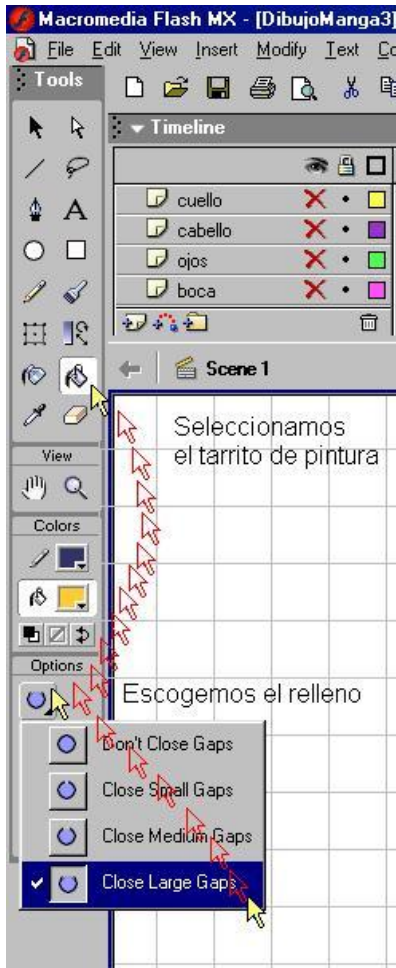 Macromedia Flash MX - [DibujoManga3]
File Edit View Insert Modify Text Co
Tools
Timeline
A
cuello
cabello
ojos
boca
Scene 1
Seleccionamos
el tarrito de pintura
View
Colors
Options
Escogemos el relleno
Don't Close Gaps
Close Small Gaps
Close Medium Gaps
Close Large Gaps